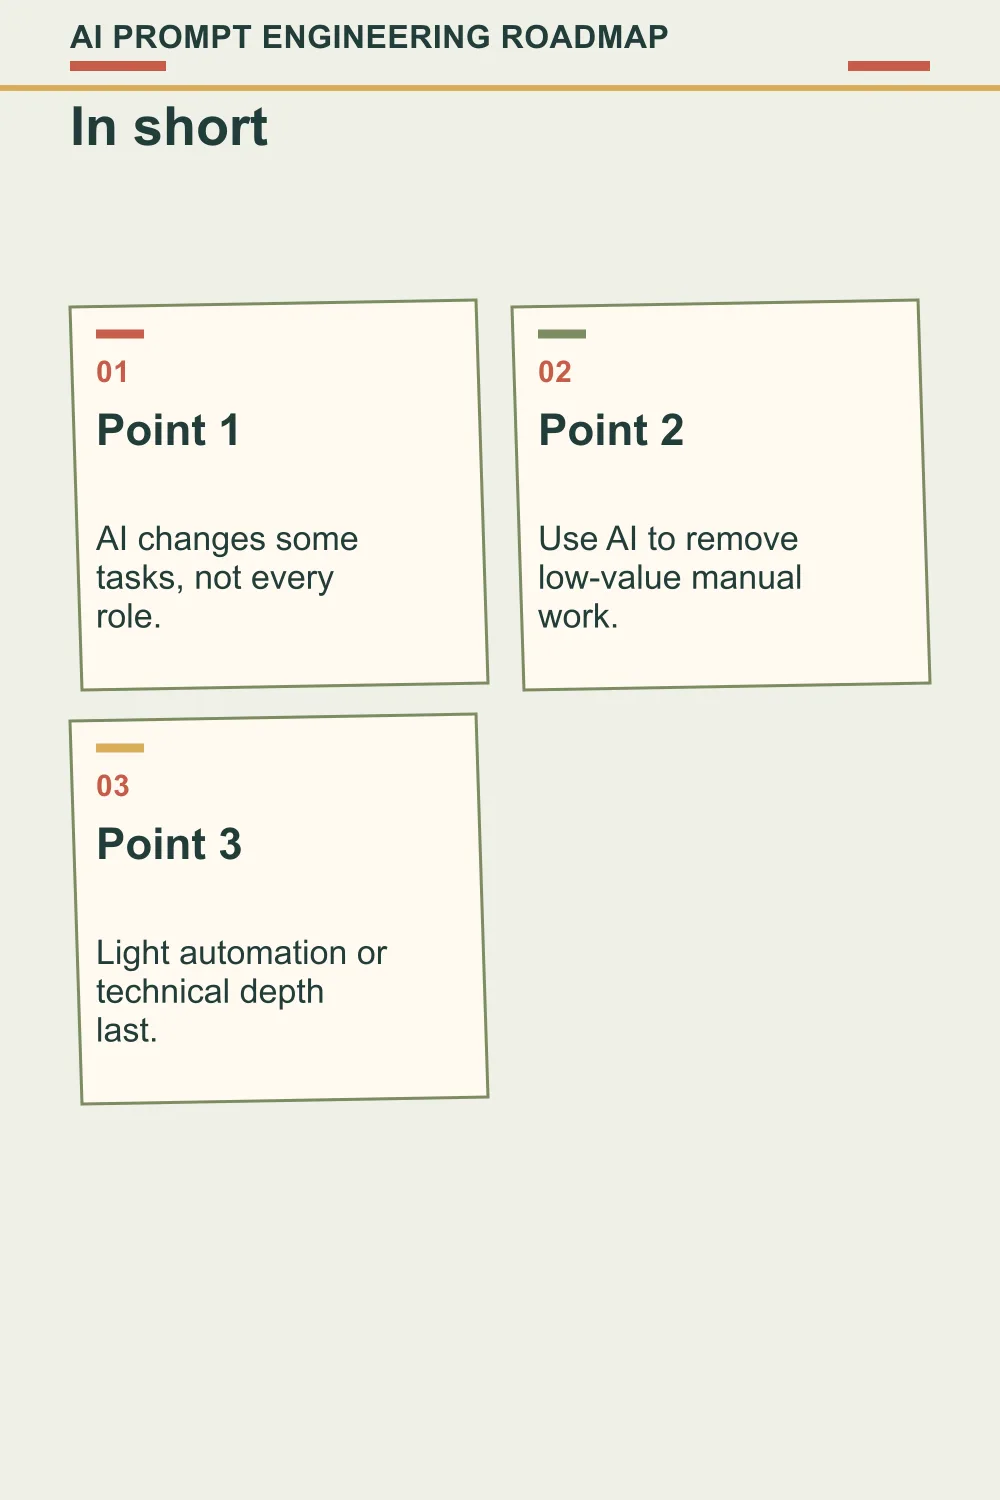 AI PROMPT ENGINEERING ROADMAP
In short
01
Point 1
AI changes some
tasks, not every
role.
02
Point 2
Use AI to remove
low-value manual
work.
03
Point 3
Light automation or
technical depth
last.